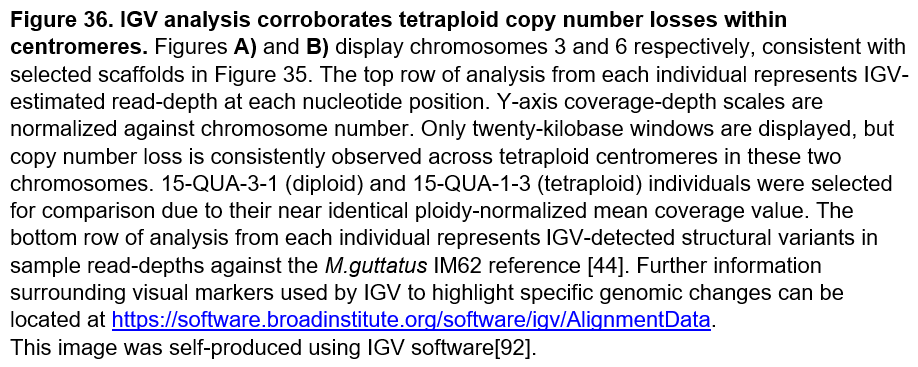 Figure 36. IGV analysis corroborates tetraploid copy number losses within
centromeres. Figures A) and B) display chromosomes 3 and 6 respectively, consistent with
selected scaffolds in Figure 35. The top row of analysis from each individual represents IGV-
estimated read-depth at each nucleotide position. Y-axis coverage-depth scales are
normalized against chromosome number. Only twenty-kilobase windows are displayed, but
copy number loss is consistently observed across tetraploid centromeres in these two
chromosomes. 15-QUA-3-1 (diploid) and 15-QUA-1-3 (tetraploid) individuals were selected
for comparison due to their near identical ploidy-normalized mean coverage value. The
bottom row of analysis from each individual represents IGV-detected structural variants in
sample read-depths against the M.guttatus IM62 reference [44]. Further information
surrounding visual markers used by IGV to highlight specific genomic changes can be
located at https://software.broadinstitute.org/software/igv/AlignmentData.
This image was self-produced using IGV software[92].